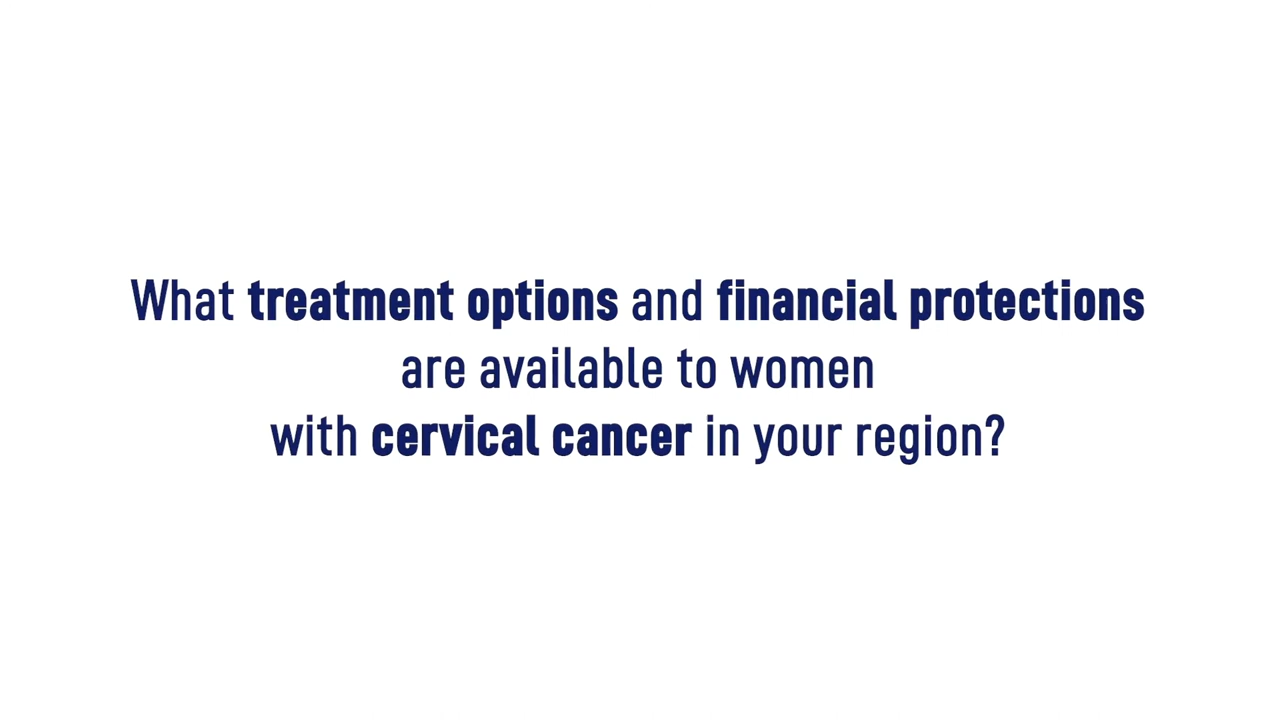 What treatment options and financial protections
are available to women
with cervical cancer in your region?